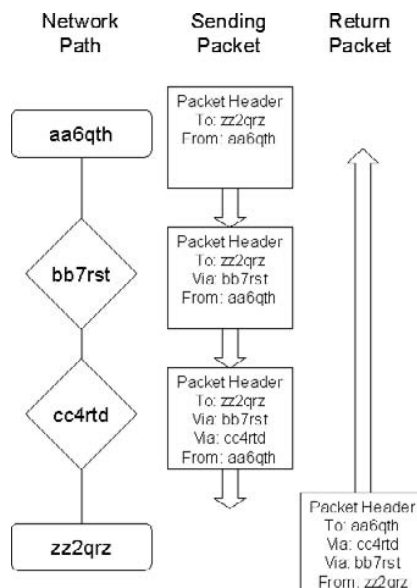 Network
Path
Sending
Packet
Return
Packet
aa6qth
bb7rst
cc4rtd
zz2qrz
Packet Header
To: zz2qrz
From: aa6qth
Packet Header
To: zz2qrz
Via: bb7rst
From: aa6qth
Packet Header
To: zz2qrz
Via: bb7rst
Via: cc4rtd
From: aa6qth
Packet Header
To: aa6qth
Via: cc4rtd
Via: bb7rst
From: zz2qrz